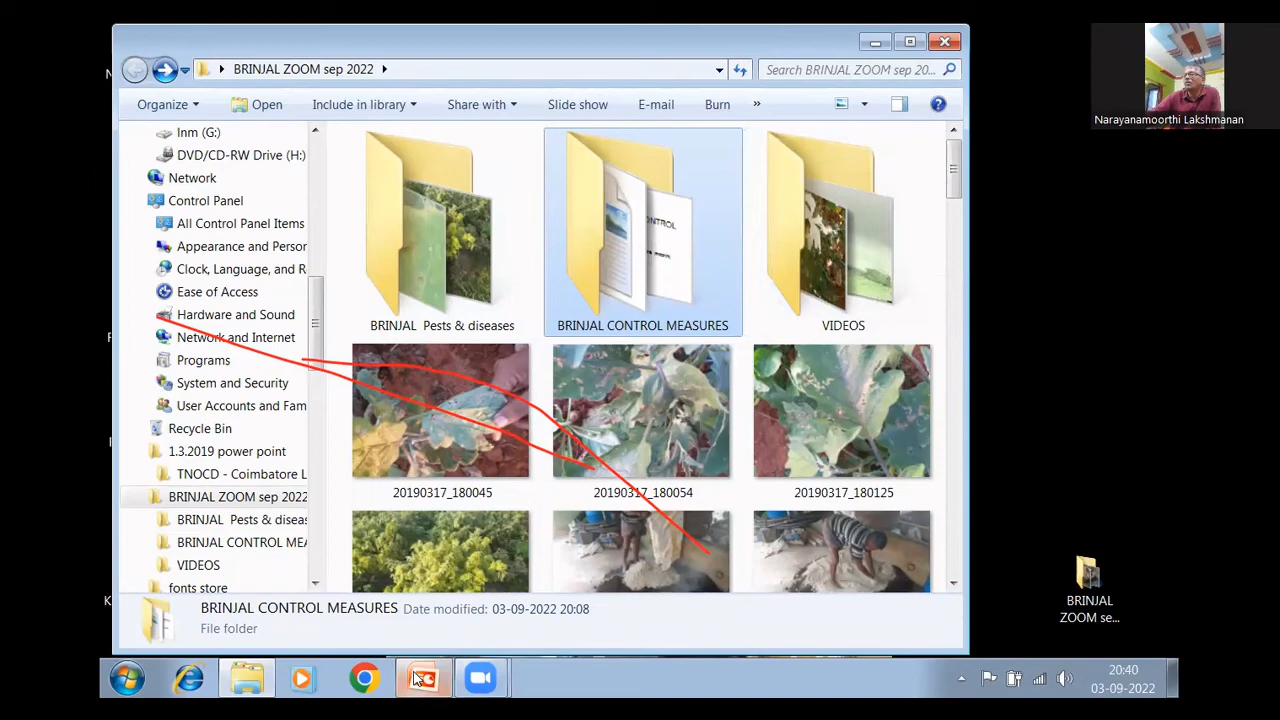 BRINJAL ZOOM sep 2022
Search BRINJAL ZOOM sep 20...
Organize
Open
Include in library
Share with
Slide show
E-mail
Burn
»
Inm (G:)
DVD/CD-RW Drive (H:)
Network
Control Panel
All Control Panel Items
Appearance and Person
Clock, Language, and R
Ease of Access
Hardware and Sound
Network and Internet
Programs
System and Security
User Accounts and Fam
Recycle Bin
1.3.2019 power point
TNOCD - Coimbatore L
BRINJAL ZOOM sep 2022
BRINJAL  Pests & diseas
BRINJAL CONTROL MEA
VIDEOS
fonts store
BRINJAL  Pests & diseases
BRINJAL CONTROL MEASURES
VIDEOS
20190317_180045
20190317_180054
20190317_180125
BRINJAL CONTROL MEASURES Date modified: 03-09-2022 20:08
File folder
Narayanamoorthi Lakshmanan
BRINJAL
ZOOM se...
20:40
03-09-2022